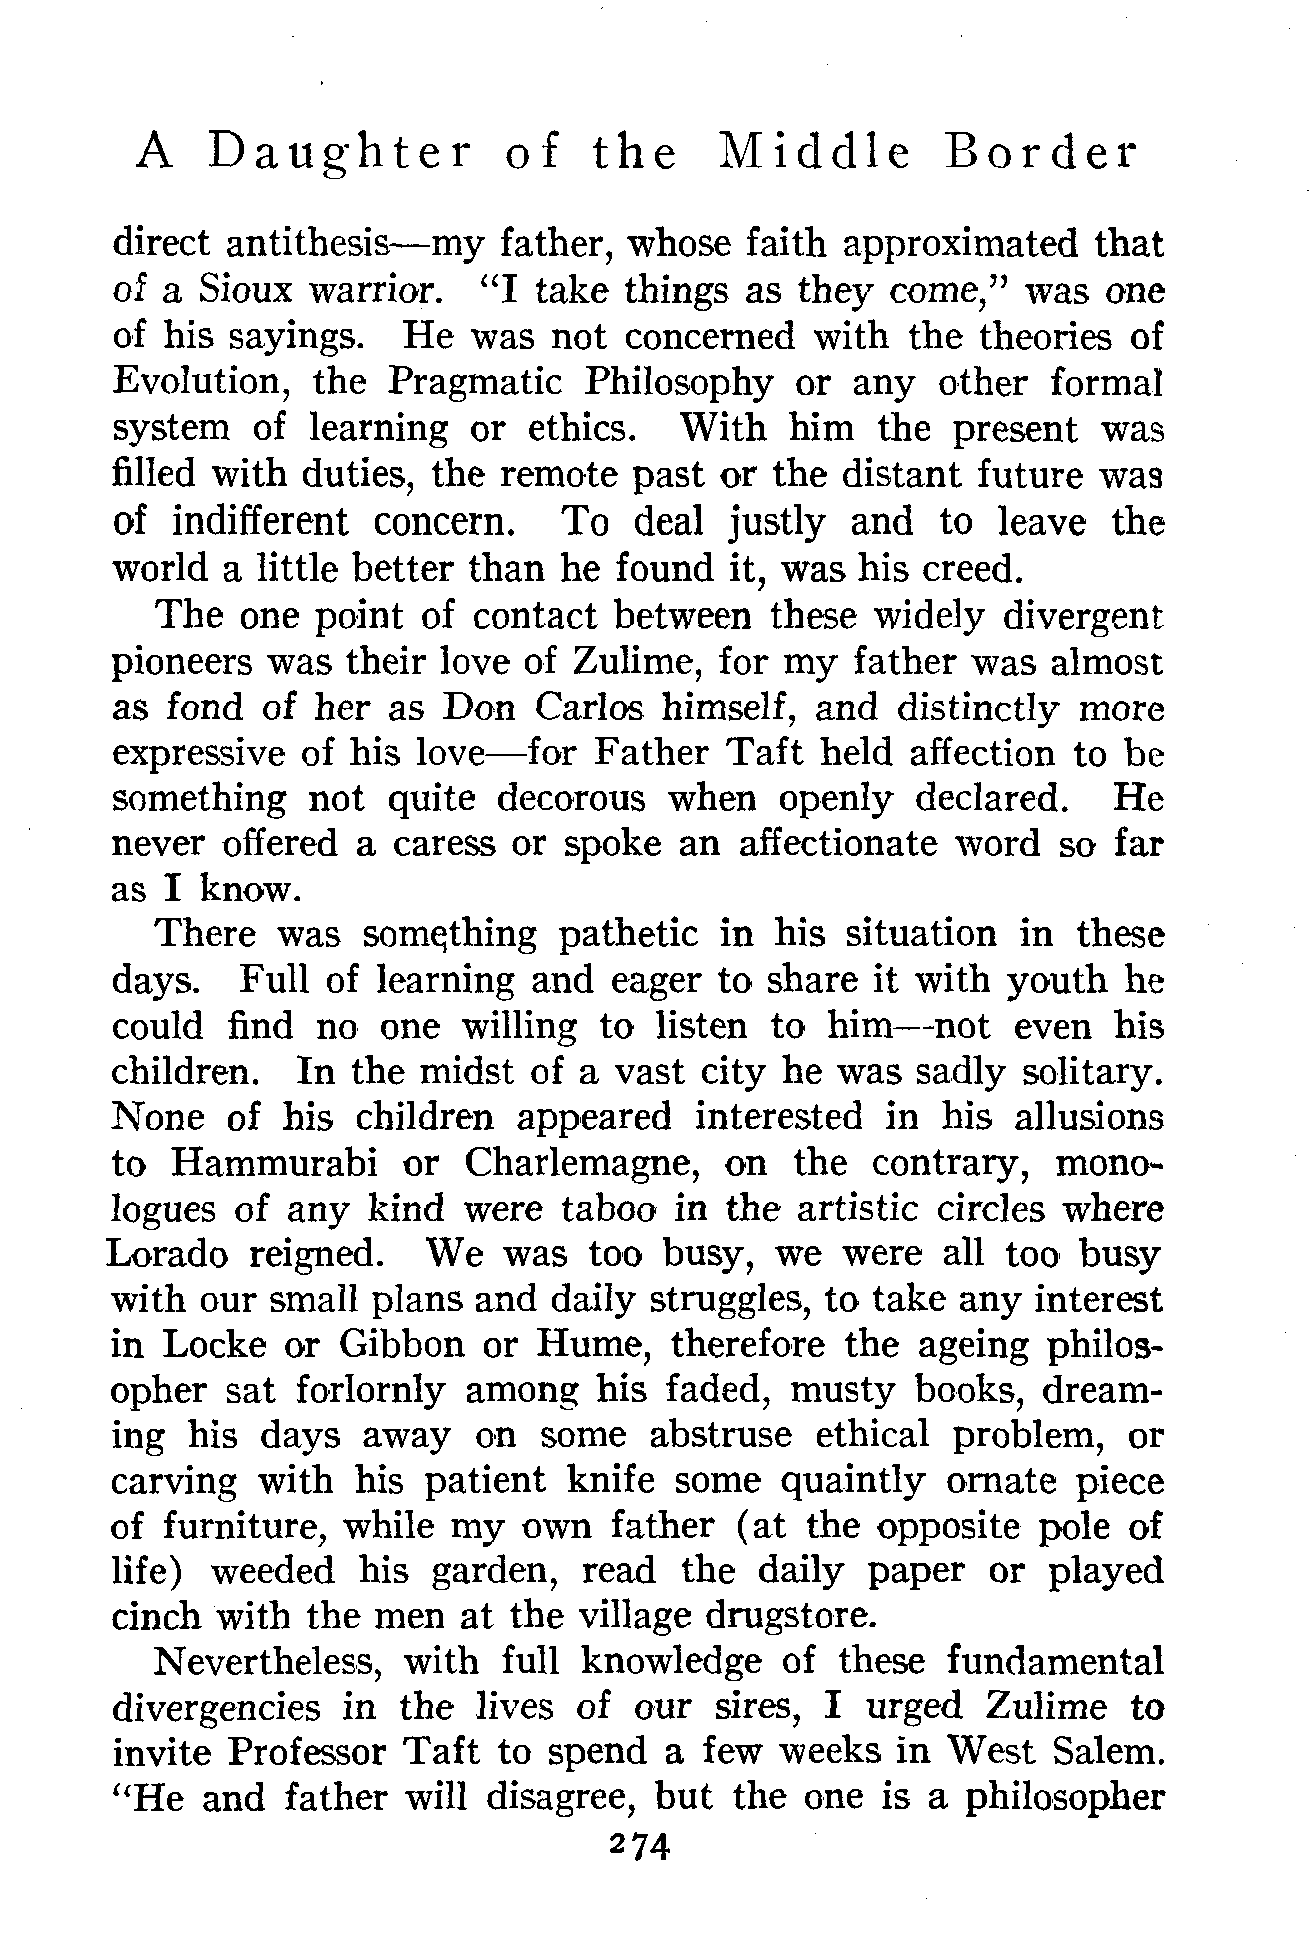 A Daughter of the Middle Border
direct antithesis—my father, whose faith approximated that
of a Sioux warrior. “I take things as they come,” was one
of his sayings. He was not concerned with the theories of
Evolution, the Pragmatic Philosophy or any other formal
system of learning or ethics. With him the present was
filled with duties, the remote past or the distant future was
of indifferent concern. To deal justly and to leave the
world a little better than he found it, was his creed.
The one point of contact between these widely divergent
pioneers was their love of Zulime, for my father was almost
as fond of her as Don Carlos himself, and distinctly more
expressive of his love—for Father Taft held affection to be
something not quite decorous when openly declared. He
never offered a caress or spoke an affectionate word so far
as I know.
There was something pathetic in his situation in these
days. Full of learning and eager to share it with youth he
could find no one willing to listen to him—not even his
children. In the midst of a vast city he was sadly solitary.
None of his children appeared interested in his allusions
to Hammurabi or Charlemagne, on the contrary, mono-
logues of any kind were taboo in the artistic circles where
Lorado reigned. We was too busy, we were all too busy
with our small plans and daily struggles, to take any interest
in Locke or Gibbon or Hume, therefore the ageing philos-
opher sat forlornly among his faded, musty books, dream-
ing his days away on some abstruse ethical problem, or
carving with his patient knife some quaintly ornate piece
of furniture, while my own father (at the opposite pole of
life) weeded his garden, read the daily paper or played
cinch with the men at the village drugstore.
Nevertheless, with full knowledge of these fundamental
divergencies in the lives of our sires, I urged Zulime to
invite Professor Taft to spend a few weeks in West Salem.
“He and father will disagree, but the one is a philosopher
274